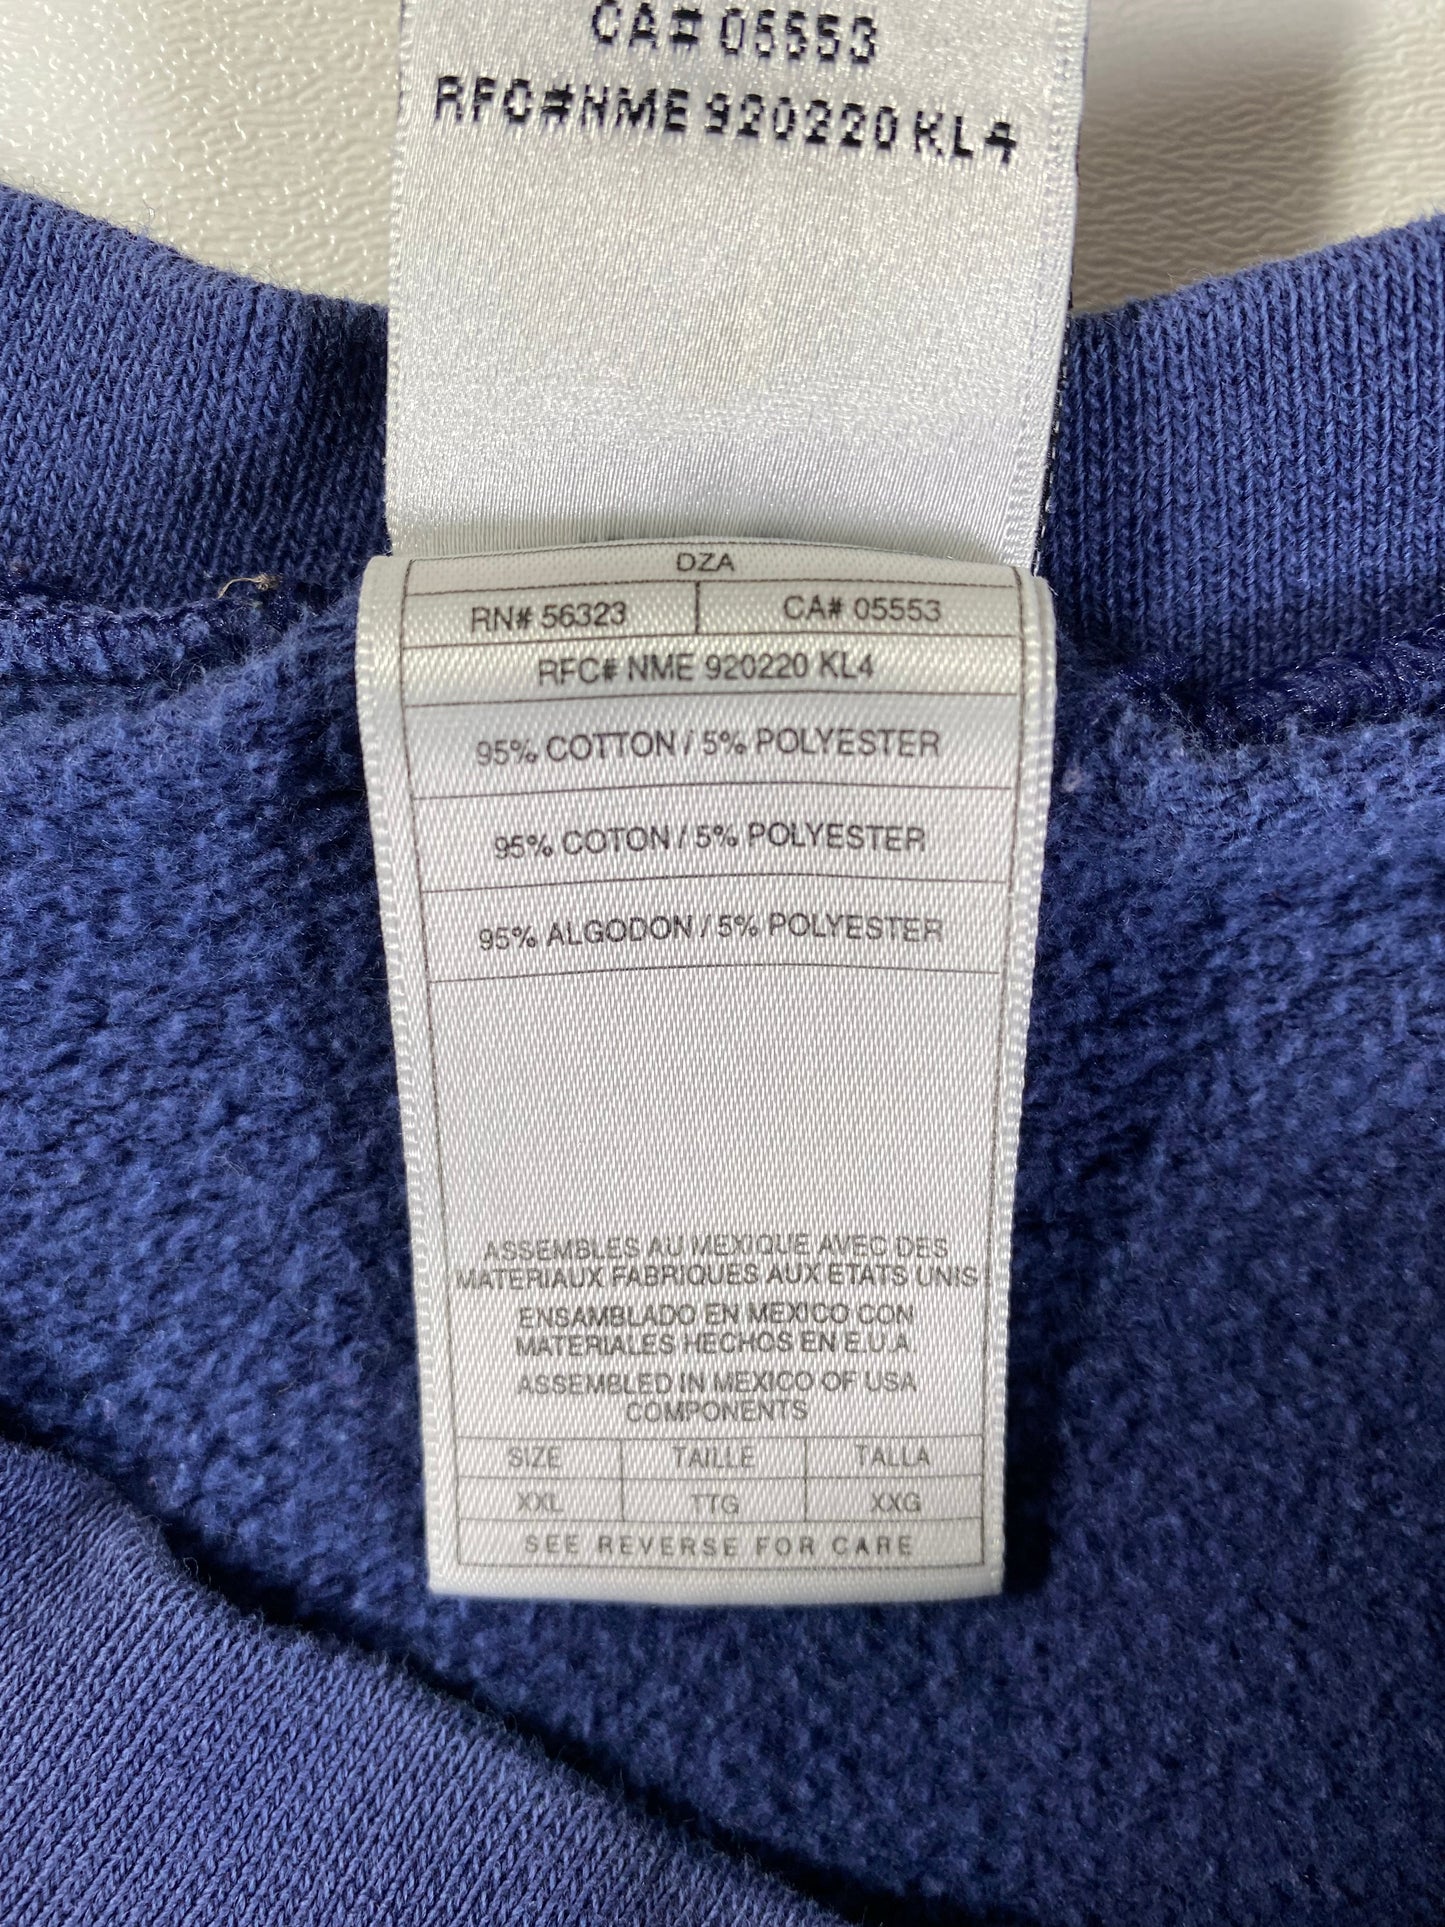 CA# 05553
RFC#NME 920220 KL4
DZA
RN# 56323 CA# 05553
RFC# NME 920220 KL4
95% COTTON / 5% POLYESTER
95% COTON / 5% POLYESTER
95% ALGODON / 5% POLYESTER
ASSEMBLES AU MEXIQUE AVEC DES
MATERIAUX FABRIQUES AUX ETATS UNIS
ENSAMBLADO EN MEXICO CON
MATERIALES HECHOS EN E.U.A.
ASSEMBLED IN MEXICO OF USA
COMPONENTS
SIZE TAILLE TALLA
XXL TTG XXG
SEE REVERSE FOR CARE